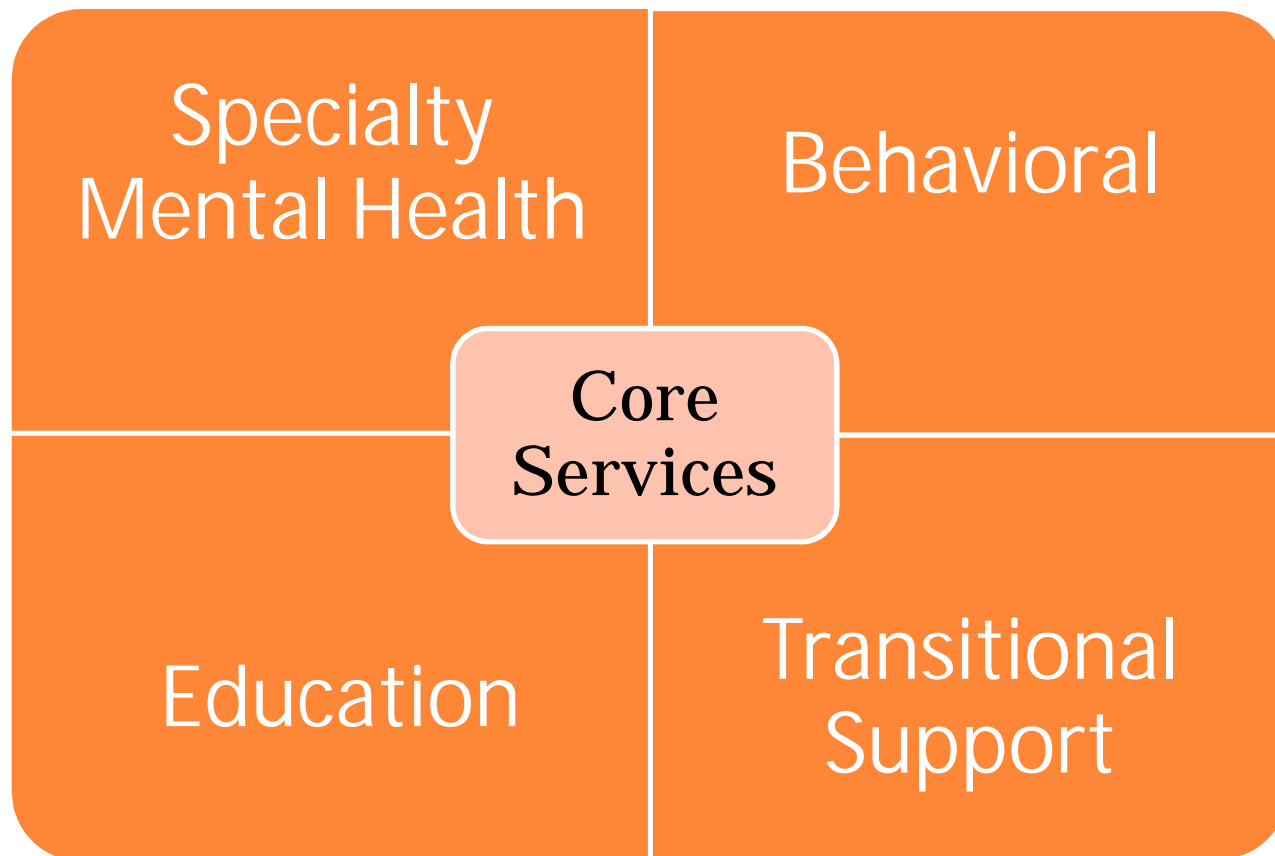 Specialty
Mental Health
Behavioral
Core
Services
Education
Transitional
Support